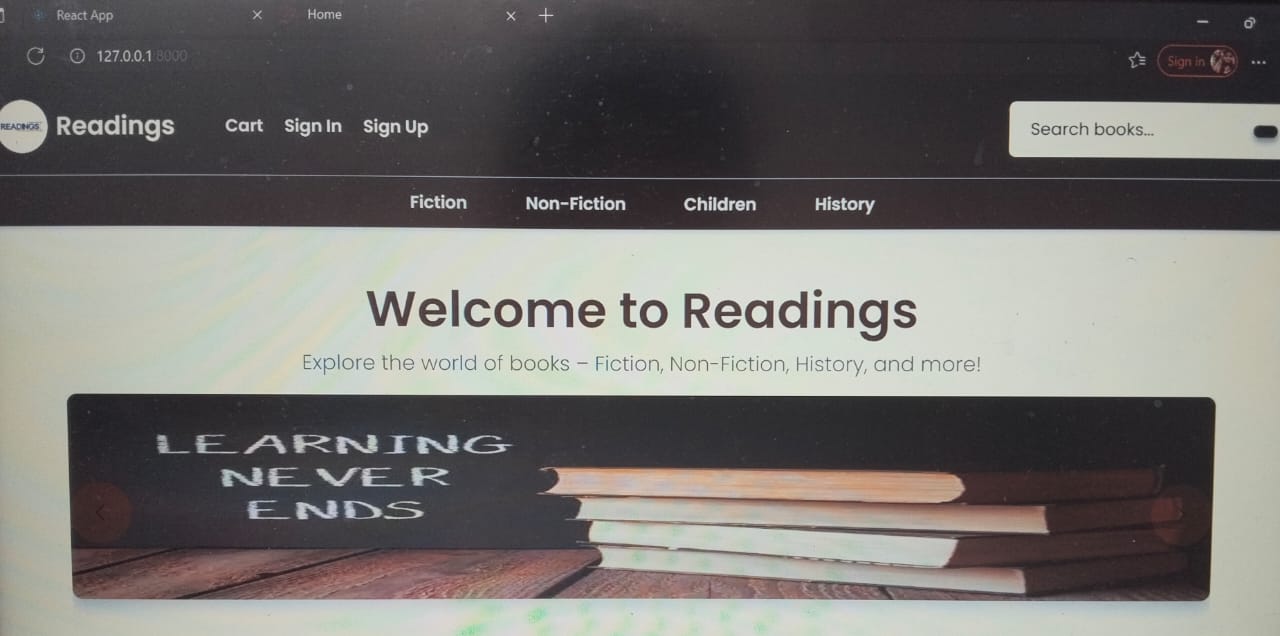 React App
Home
127.0.0.1:8000
Sign in
READINGS
Readings
Cart Sign In Sign Up
Search books...
Fiction Non-Fiction Children History
Welcome to Readings
Explore the world of books – Fiction, Non-Fiction, History, and more!
LEARNING
NEVER
ENDS